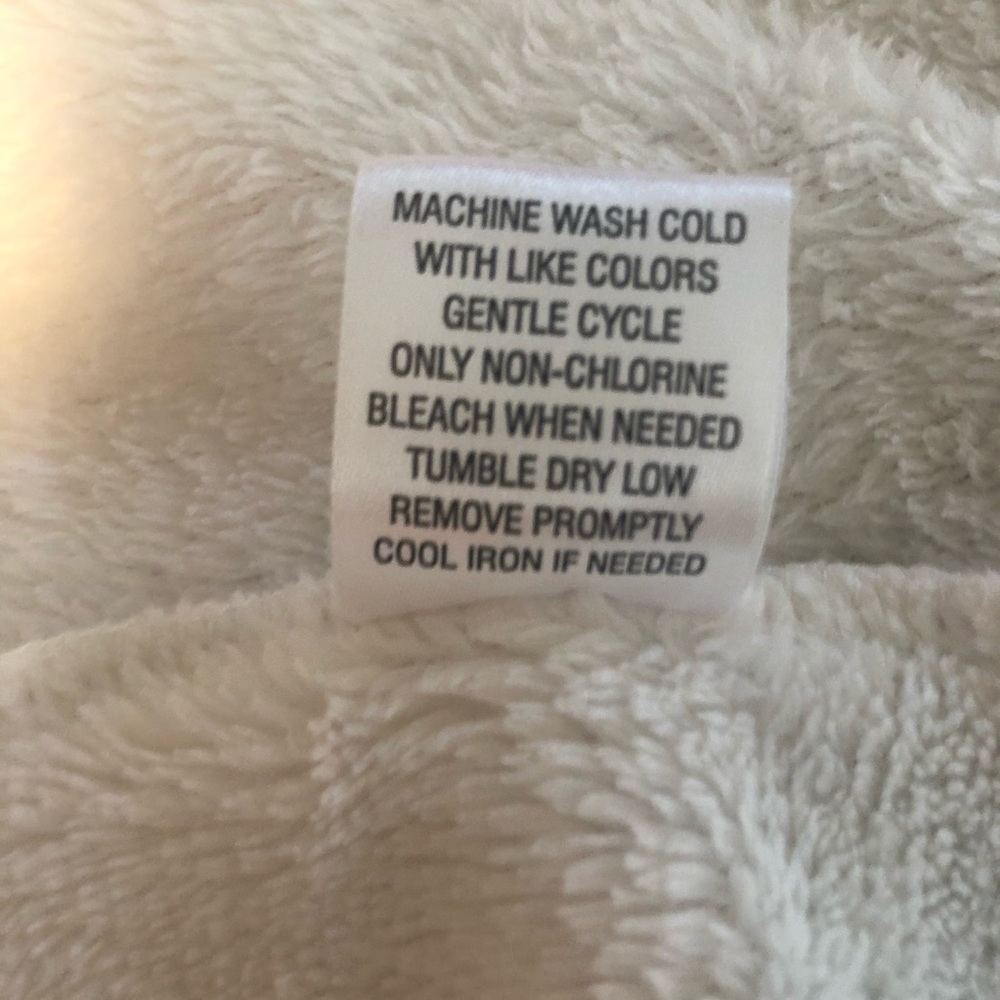 MACHINE WASH COLD
WITH LIKE COLORS
GENTLE CYCLE
ONLY NON-CHLORINE
BLEACH WHEN NEEDED
TUMBLE DRY LOW
REMOVE PROMPTLY
COOL IRON IF NEEDED